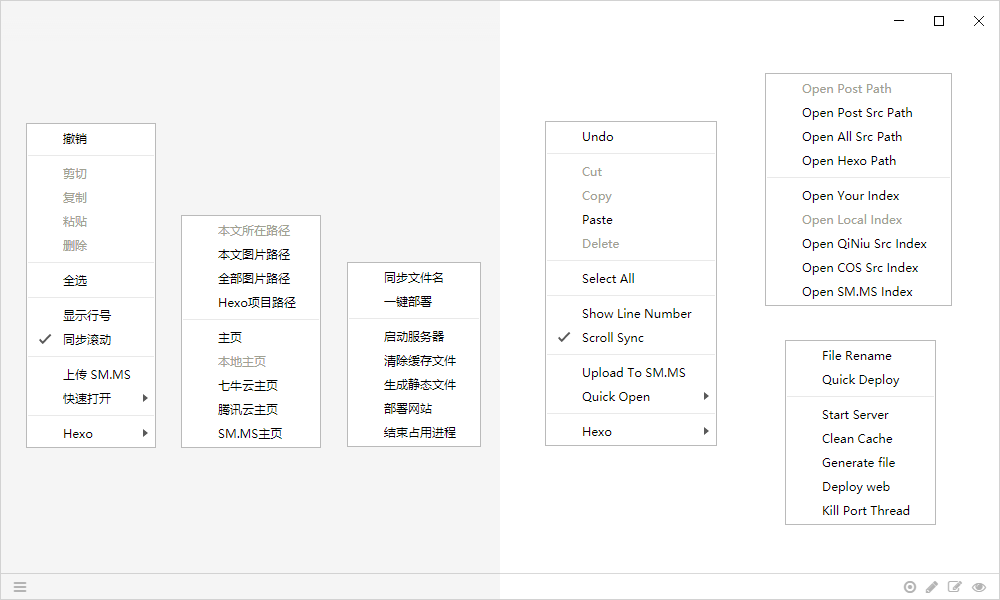 撤销
剪切
复制
粘贴
删除
全选
显示行号
同步滚动
上传 SM.MS
快速打开
Hexo
本文所在路径
本文图片路径
全部图片路径
Hexo项目路径
主页
本地主页
七牛云主页
腾讯云主页
SM.MS主页
同步文件名
一键部署
启动服务器
清除缓存文件
生成静态文件
部署网站
结束占用进程
Undo
Cut
Copy
Paste
Delete
Select All
Show Line Number
Scroll Sync
Upload To SM.MS
Quick Open
Hexo
Open Post Path
Open Post Src Path
Open All Src Path
Open Hexo Path
Open Your Index
Open Local Index
Open QiNiu Src Index
Open COS Src Index
Open SM.MS Index
File Rename
Quick Deploy
Start Server
Clean Cache
Generate file
Deploy web
Kill Port Thread